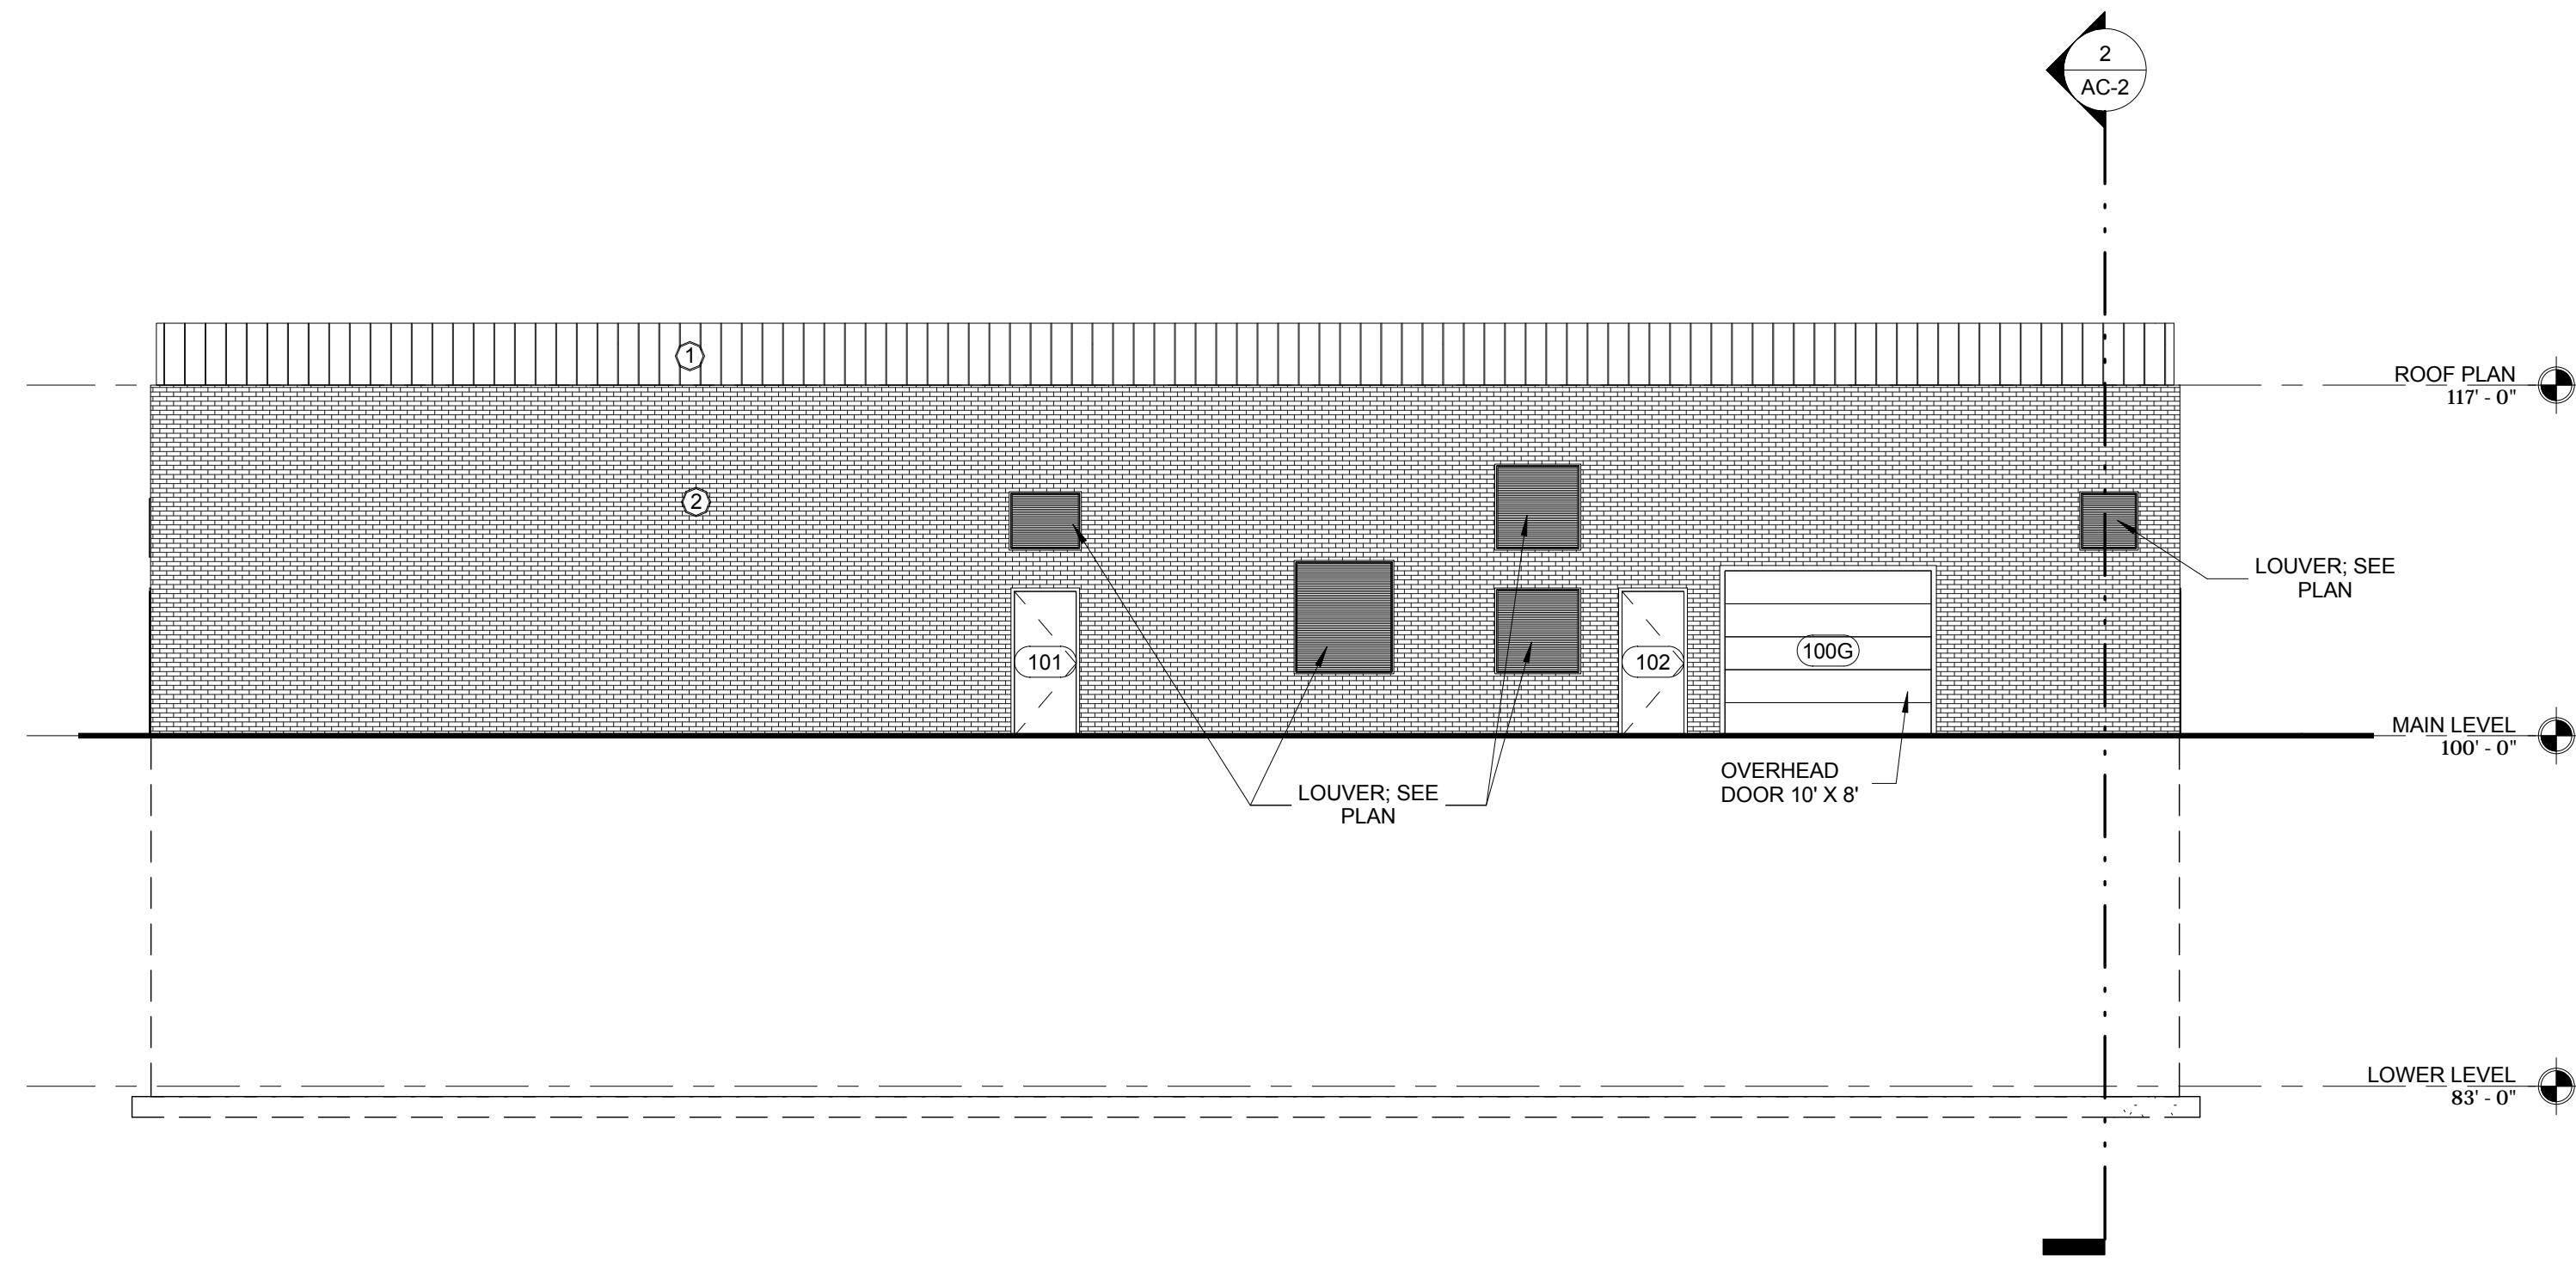 2
AC-2
1
ROOF PLAN
117' - 0"
2
LOUVER; SEE
PLAN
101
102
100G
MAIN LEVEL
100' - 0"
LOUVER; SEE
PLAN
OVERHEAD
DOOR 10' X 8'
LOWER LEVEL
83' - 0"